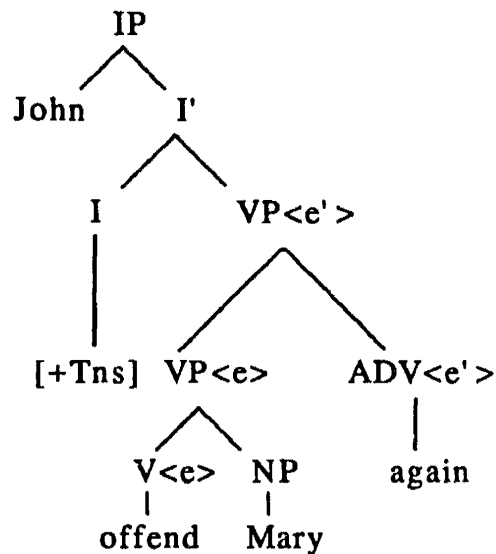 IP
John I'
I VP<e'>
[+Tns] VP<e> ADV<e'>
V<e> NP again
offend Mary